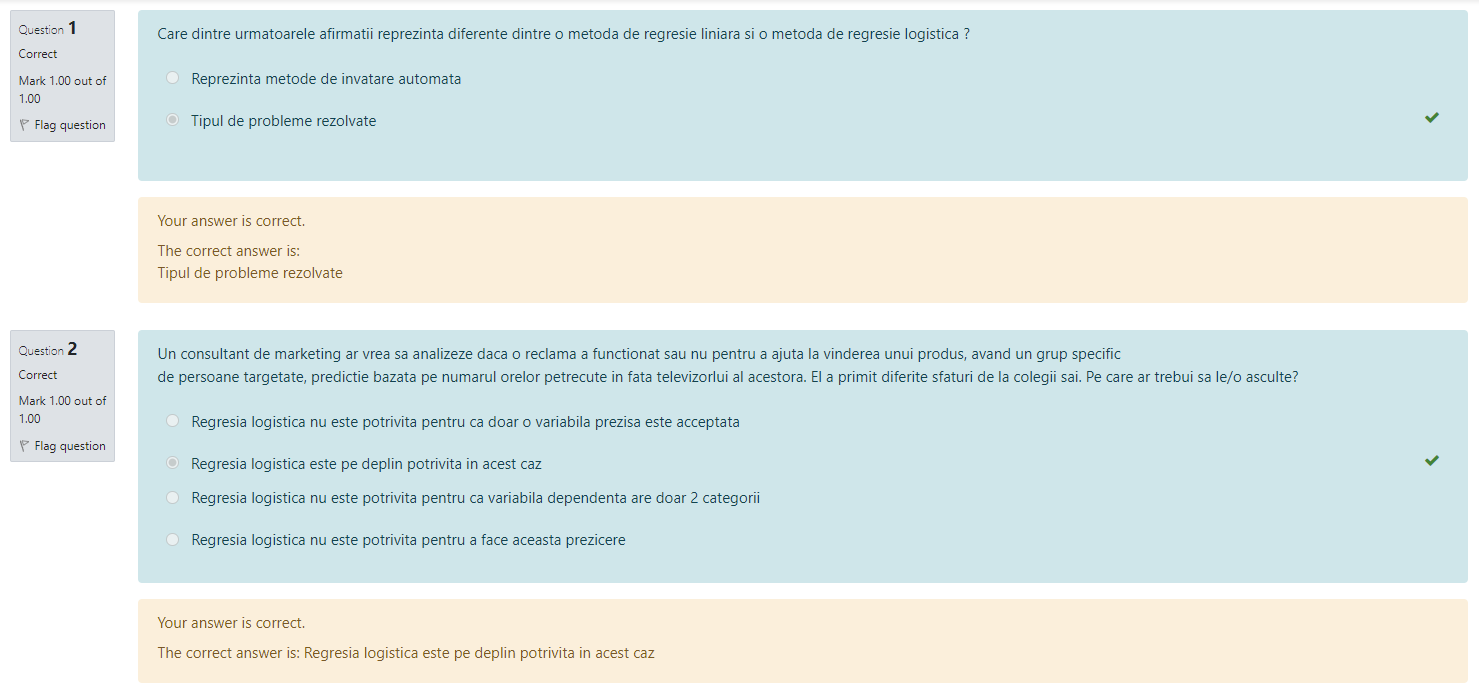 Question 1
Correct
Mark 1.00 out of
1.00
Flag question
Care dintre urmatoarele afirmatii reprezinta diferente dintre o metoda de regresie liniara si o metoda de regresie logistica ?
Reprezinta metode de invatare automata
Tipul de probleme rezolvate
Your answer is correct.
The correct answer is:
Tipul de probleme rezolvate
Question 2
Correct
Mark 1.00 out of
1.00
Flag question
Un consultant de marketing ar vrea sa analizeze daca o reclama a functionat sau nu pentru a ajuta la vinderea unui produs, avand un grup specific
de persoane targetate, predictie bazata pe numarul orelor petrecute in fata televizorlui al acestora. El a primit diferite sfaturi de la colegii sai. Pe care ar trebui sa le/o asculte?
Regresia logistica nu este potrivita pentru ca doar o variabila prezisa este acceptata
Regresia logistica este pe deplin potrivita in acest caz
Regresia logistica nu este potrivita pentru ca variabila dependenta are doar 2 categorii
Regresia logistica nu este potrivita pentru a face aceasta prezicere
Your answer is correct.
The correct answer is: Regresia logistica este pe deplin potrivita in acest caz